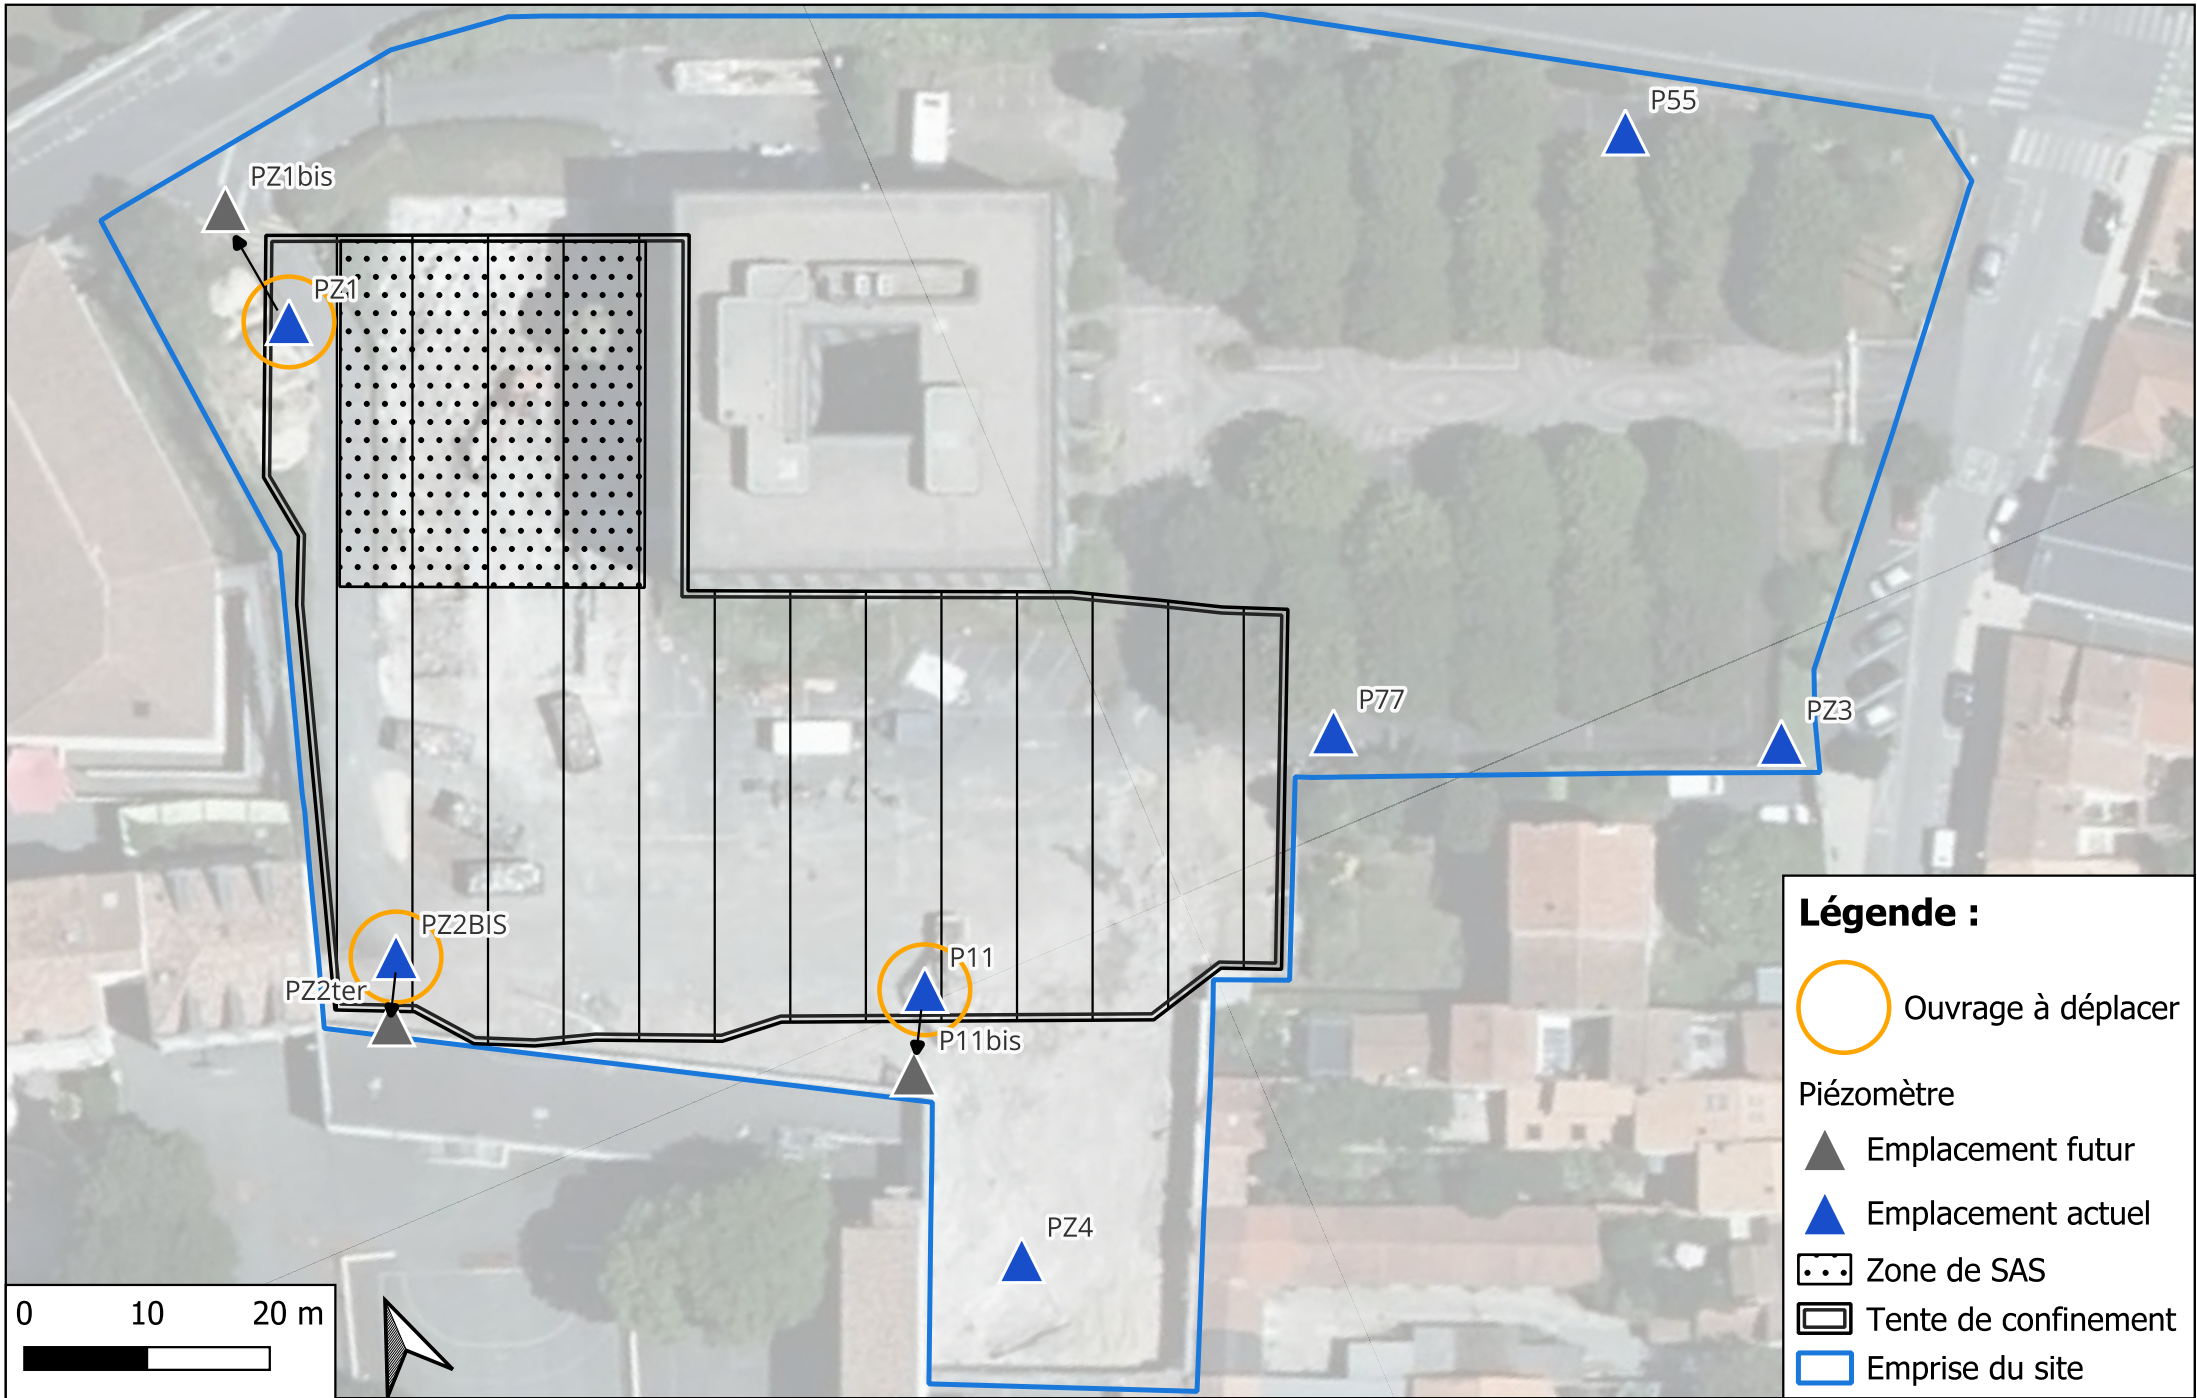 P55
PZ1bis
PZ1
P77
PZ3
PZ2BIS
P11
PZ2ter
P11bis
PZ4
0 10 20 m
Légende :
Ouvrage à déplacer
Piézomètre
Emplacement futur
Emplacement actuel
Zone de SAS
Tente de confinement
Emprise du site